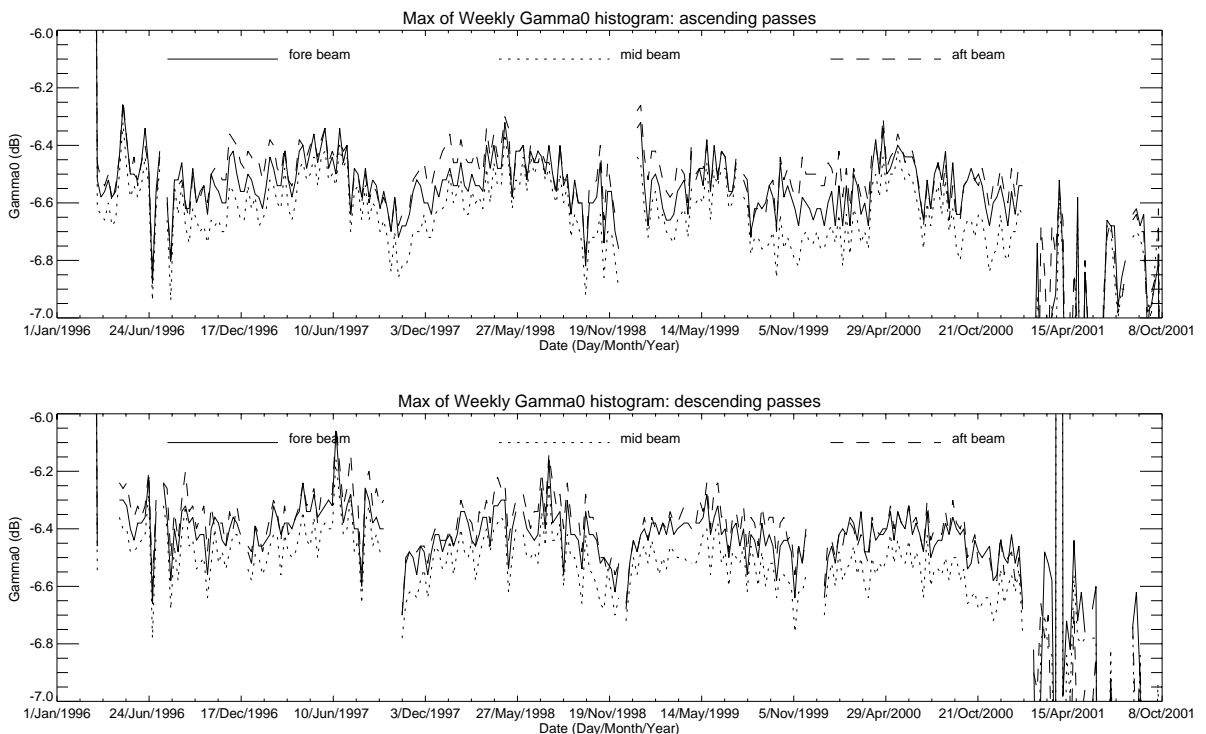 Max of Weekly Gamma0 histogram: ascending passes
fore beam mid beam aft beam
Gamma0 (dB)
-6.0
-6.2
-6.4
-6.6
-6.8
-7.0
1/Jan/1996 24/Jun/1996 17/Dec/1996 10/Jun/1997 3/Dec/1997 27/May/1998 19/Nov/1998 14/May/1999 5/Nov/1999 29/Apr/2000 21/Oct/2000 15/Apr/2001 8/Oct/2001
Date (Day/Month/Year)
Max of Weekly Gamma0 histogram: descending passes
fore beam mid beam aft beam
Gamma0 (dB)
-6.0
-6.2
-6.4
-6.6
-6.8
-7.0
1/Jan/1996 24/Jun/1996 17/Dec/1996 10/Jun/1997 3/Dec/1997 27/May/1998 19/Nov/1998 14/May/1999 5/Nov/1999 29/Apr/2000 21/Oct/2000 15/Apr/2001 8/Oct/2001
Date (Day/Month/Year)